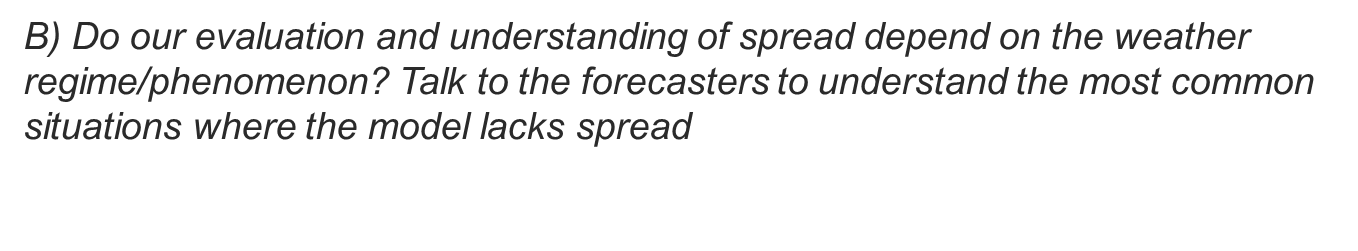 B) Do our evaluation and understanding of spread depend on the weather
regime/phenomenon? Talk to the forecasters to understand the most common
situations where the model lacks spread